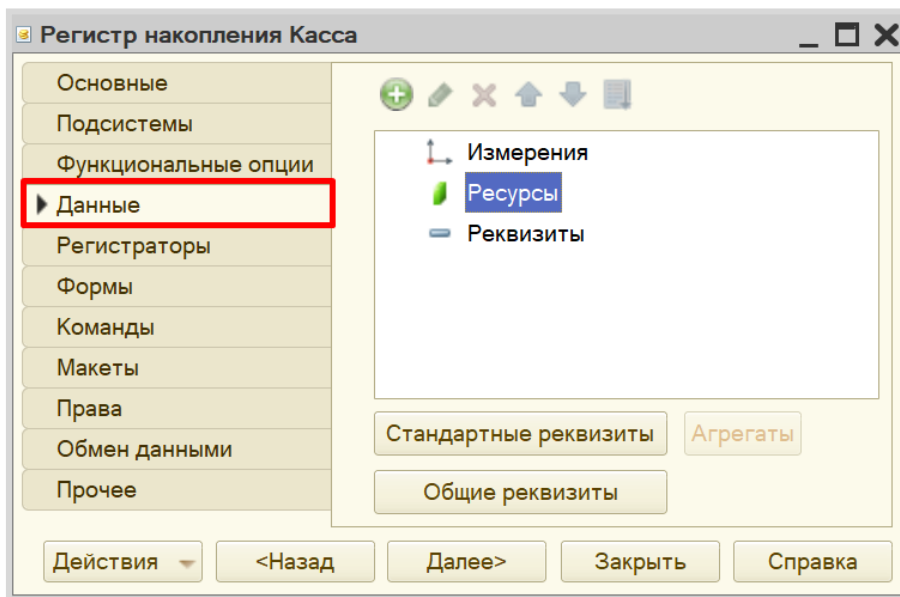 Регистр накопления Касса
Основные
Подсистемы
Функциональные опции
Данные
Регистраторы
Формы
Команды
Макеты
Права
Обмен данными
Прочее
Измерения
Ресурсы
Реквизиты
Стандартные реквизиты
Агрегаты
Общие реквизиты
Действия
<Назад
Далее>
Закрыть
Справка